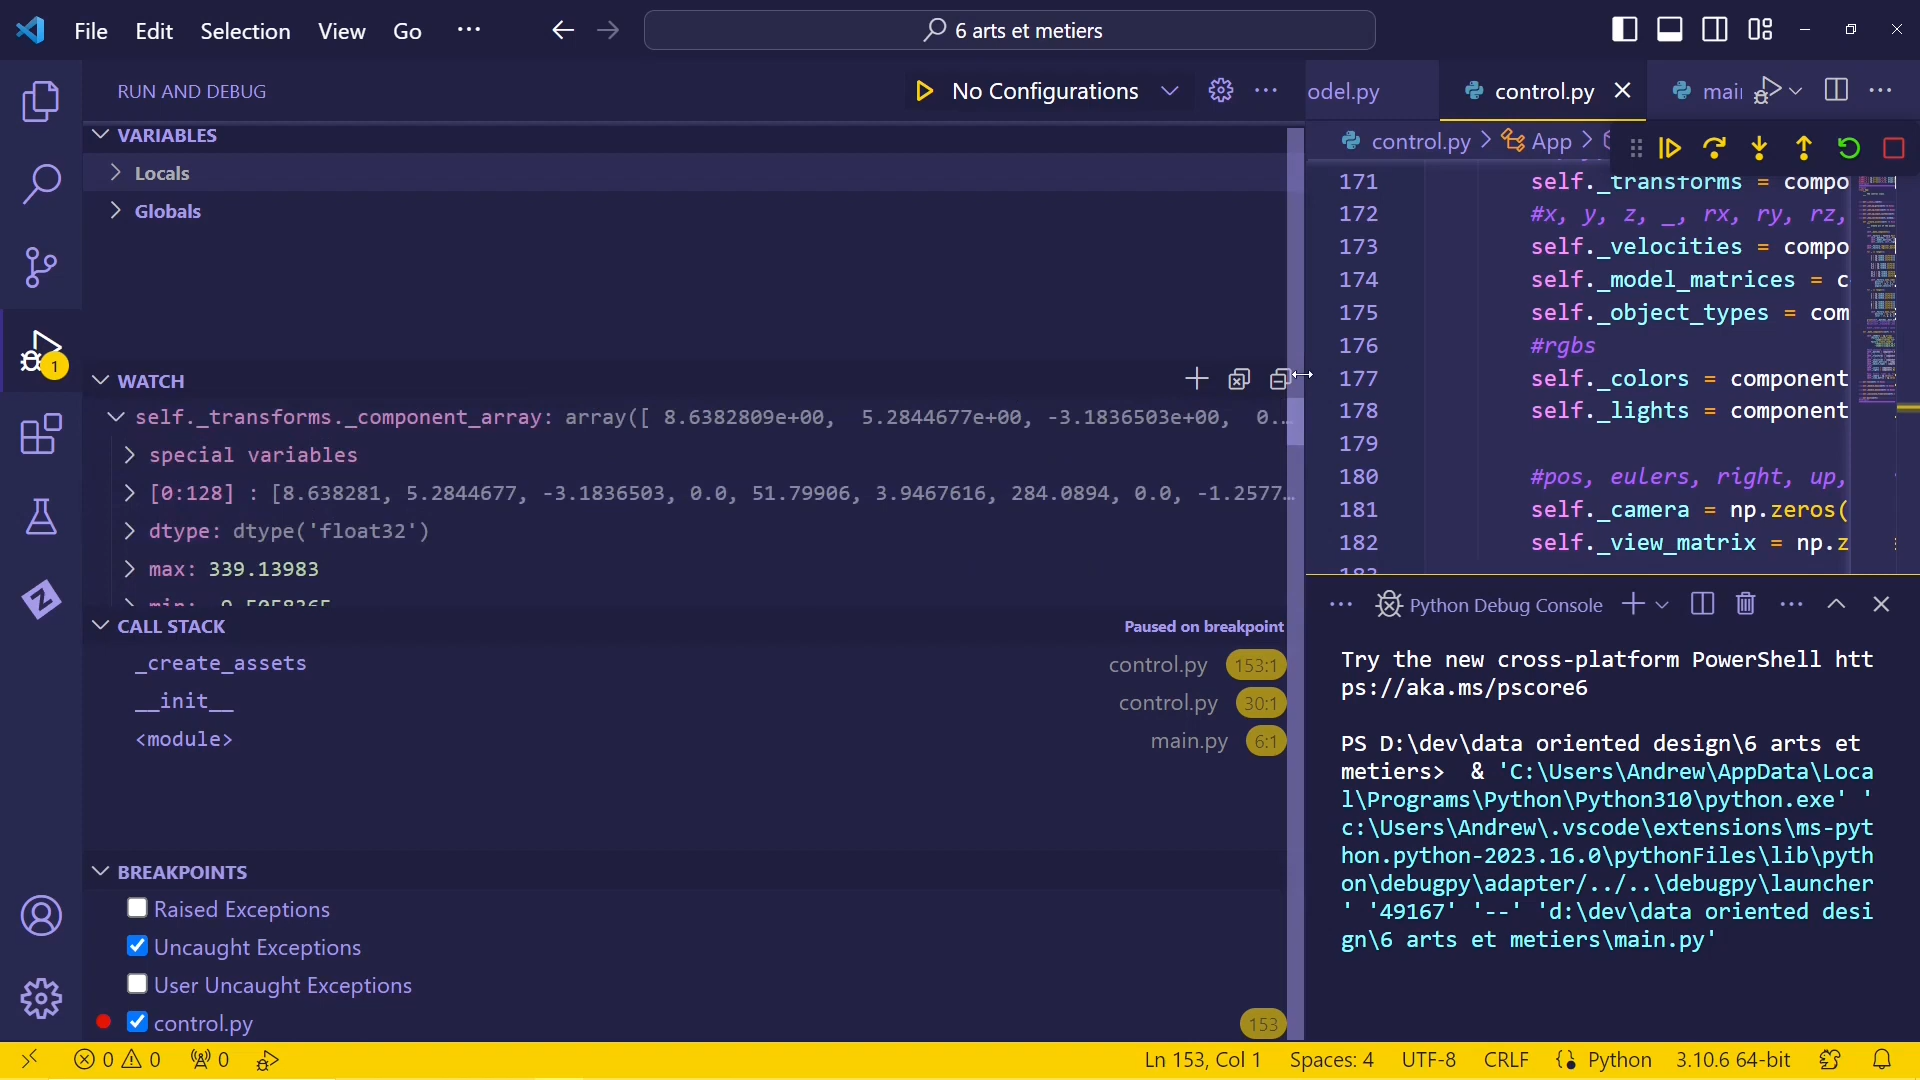 File Edit Selection View Go ··· 6 arts et metiers
RUN AND DEBUG No Configurations ···
odel.py control.py mai ···
VARIABLES
control.py > App >
Locals
Globals
171 self._transforms = compo
172 #x, y, z, _, rx, ry, rz,
173 self._velocities = compo
174 self._model_matrices = c
175 self._object_types = com
176 #rgbs
177 self._colors = component
178 self._lights = component
179
180 #pos, eulers, right, up,
181 self._camera = np.zeros(
182 self._view_matrix = np.z
WATCH
self._transforms._component_array: array([ 8.6382809e+00, 5.2844677e+00, -3.1836503e+00, 0...
special variables
[0:128] : [8.638281, 5.2844677, -3.1836503, 0.0, 51.79906, 3.9467616, 284.0894, 0.0, -1.2577...
dtype: dtype('float32')
max: 339.13983
CALL STACK Paused on breakpoint
_create_assets control.py 153:1
__init__ control.py 30:1
<module> main.py 6:1
BREAKPOINTS
Raised Exceptions
Uncaught Exceptions
User Uncaught Exceptions
control.py 153
··· Python Debug Console ···
Try the new cross-platform PowerShell htt
ps://aka.ms/pscore6
PS D:\dev\data oriented design\6 arts et
metiers> & 'C:\Users\Andrew\AppData\Loca
l\Programs\Python\Python310\python.exe' '
c:\Users\Andrew\.vscode\extensions\ms-pyt
hon.python-2023.16.0\pythonFiles\lib\pyth
on\debugpy\adapter/../..\debugpy\launcher
' '49167' '--' 'd:\dev\data oriented desi
gn\6 arts et metiers\main.py'
1
0 0 0 Ln 153, Col 1 Spaces: 4 UTF-8 CRLF Python 3.10.6 64-bit